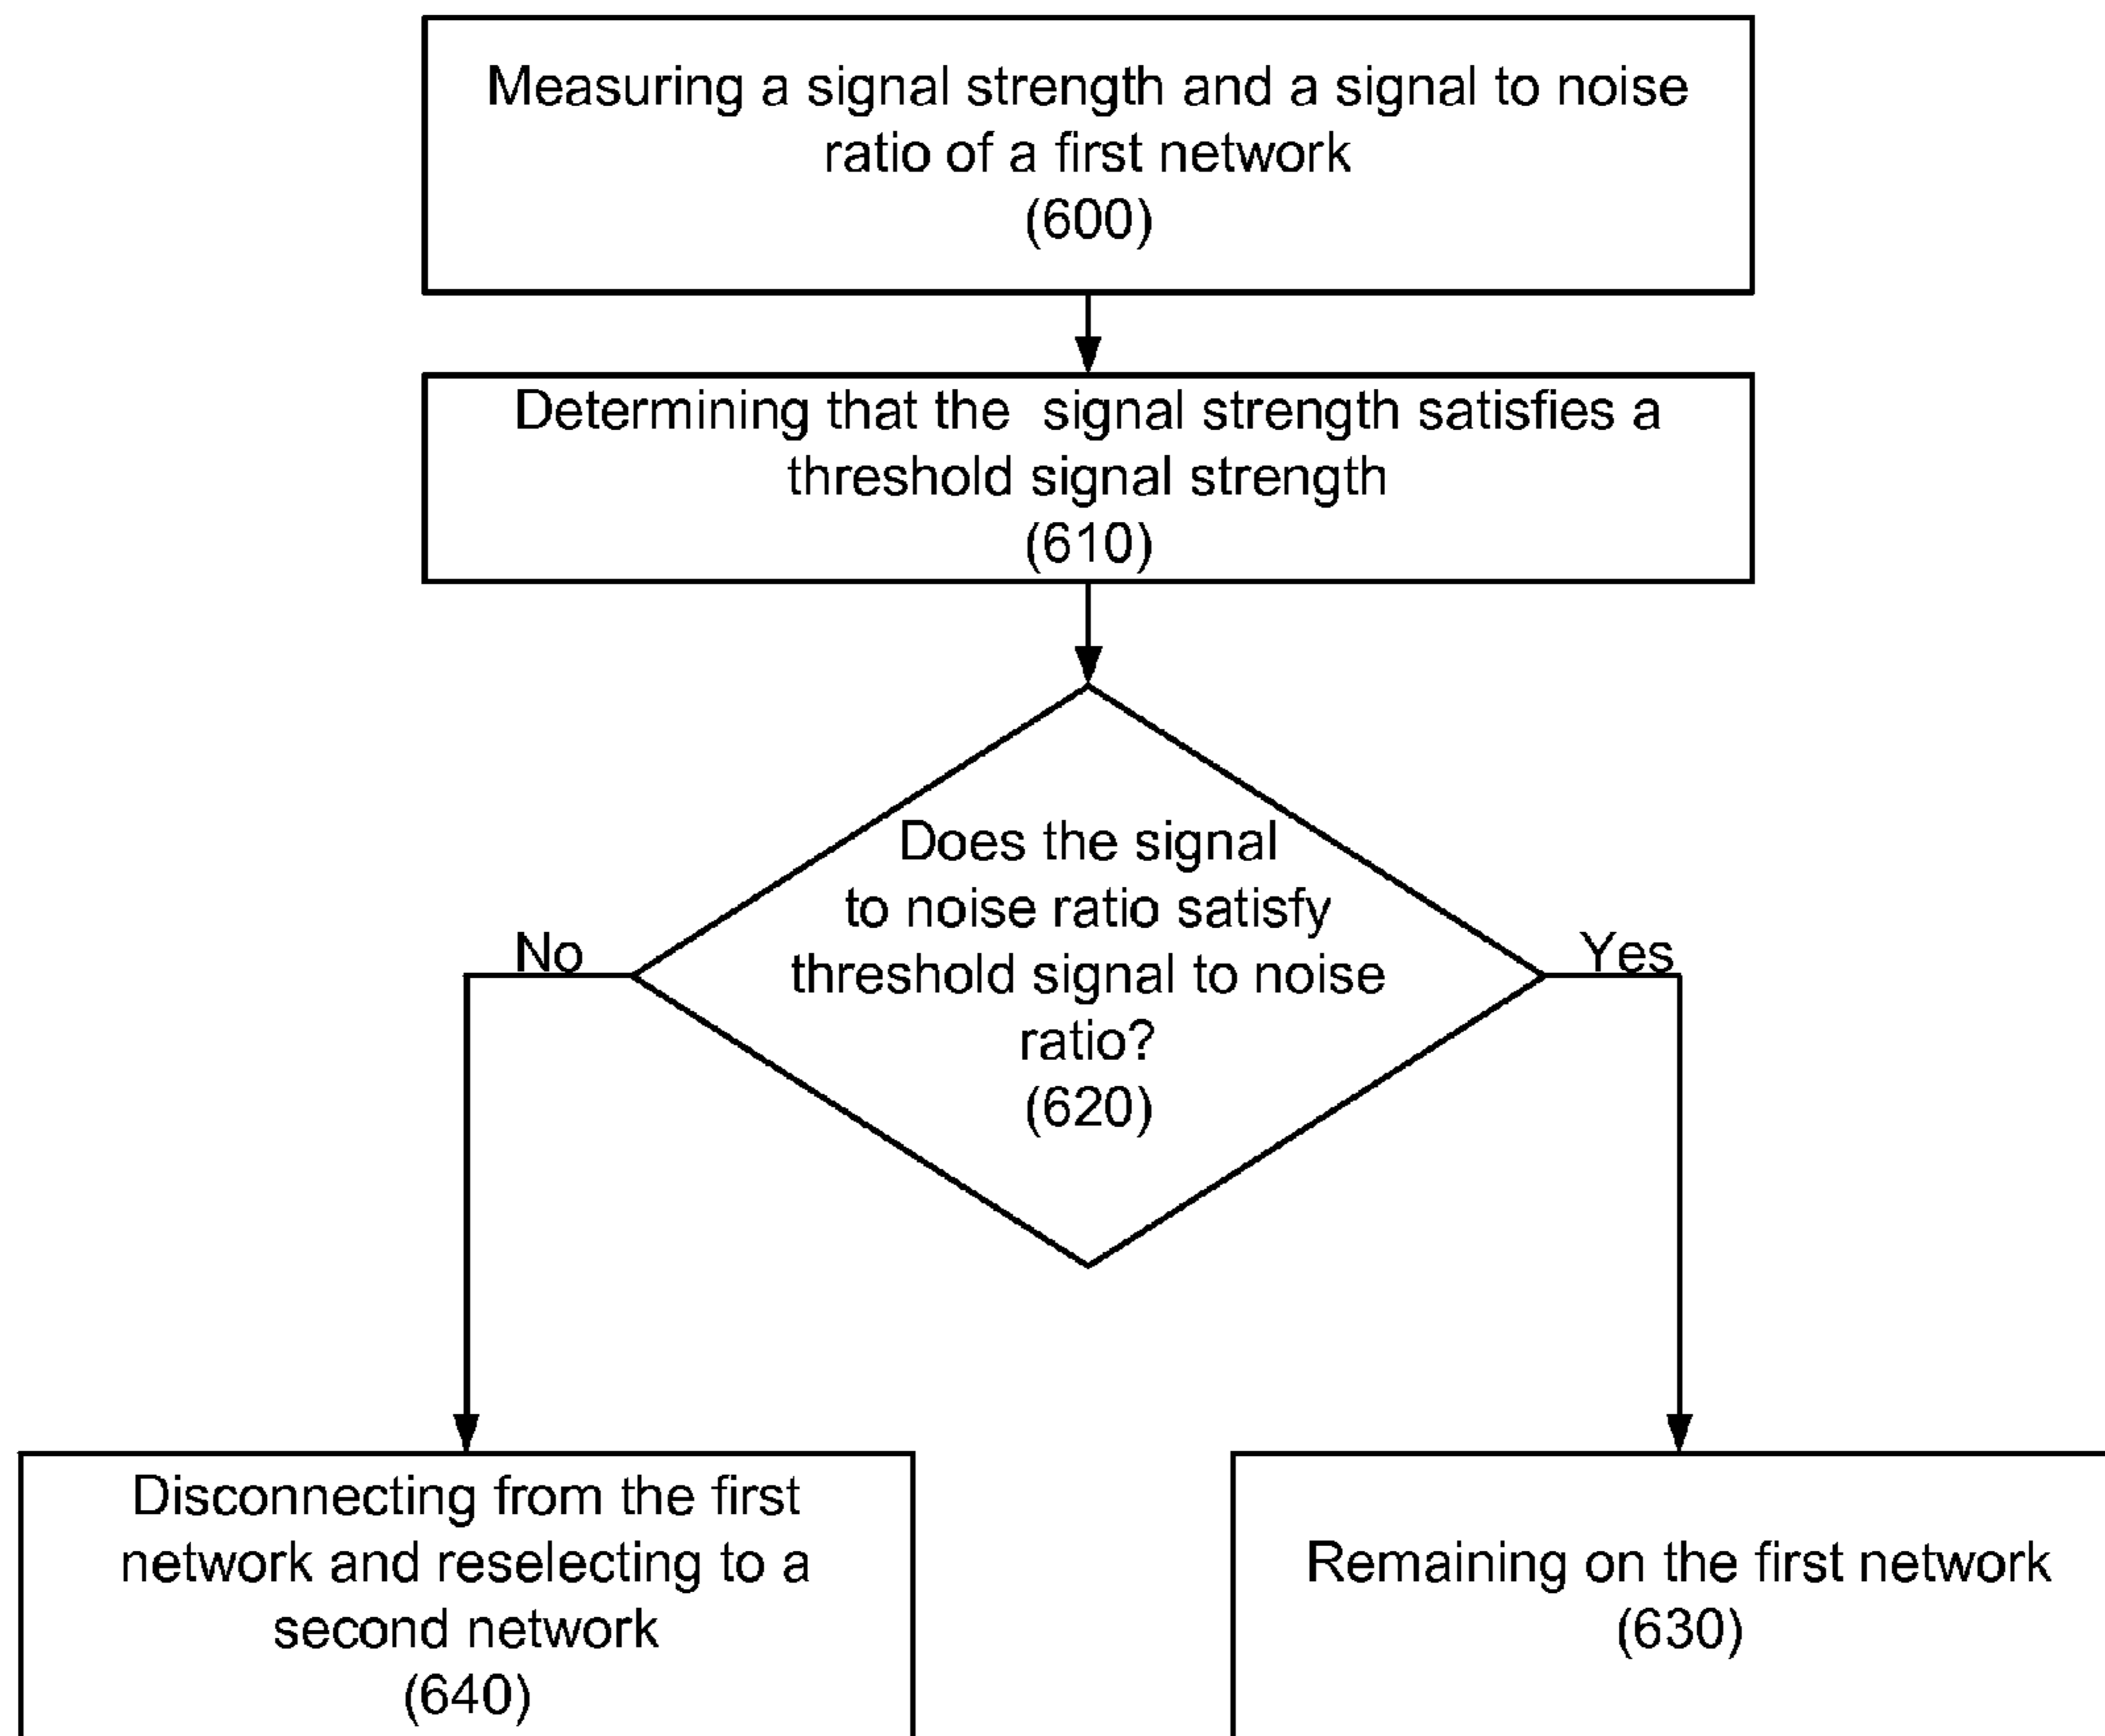 Measuring a signal strength and a signal to noise
ratio of a first network
(600)
Determining that the signal strength satisfies a
threshold signal strength
(610)
Does the signal
to noise ratio satisfy
threshold signal to noise
ratio?
(620)
No
Yes
Disconnecting from the first
network and reselecting to a
second network
(640)
Remaining on the first network
(630)